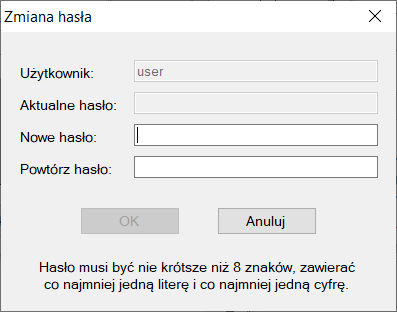 Zmiana hasła
Użytkownik: user
Aktualne hasło:
Nowe hasło:
Powtórz hasło:
OK Anuluj
Hasło musi być nie krótsze niż 8 znaków, zawierać
co najmniej jedną literę i co najmniej jedną cyfrę.